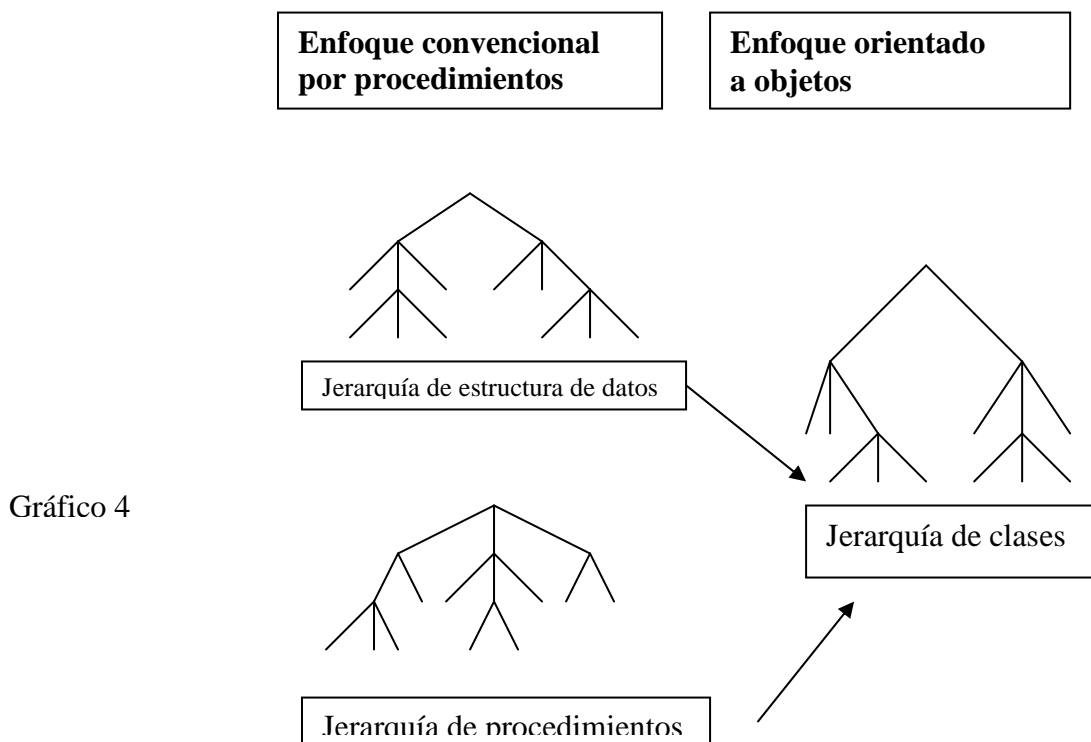 Enfoque convencional
por procedimientos
Enfoque orientado
a objetos
Jerarquía de estructura de datos
Gráfico 4
Jerarquía de clases
Jerarquía de procedimientos